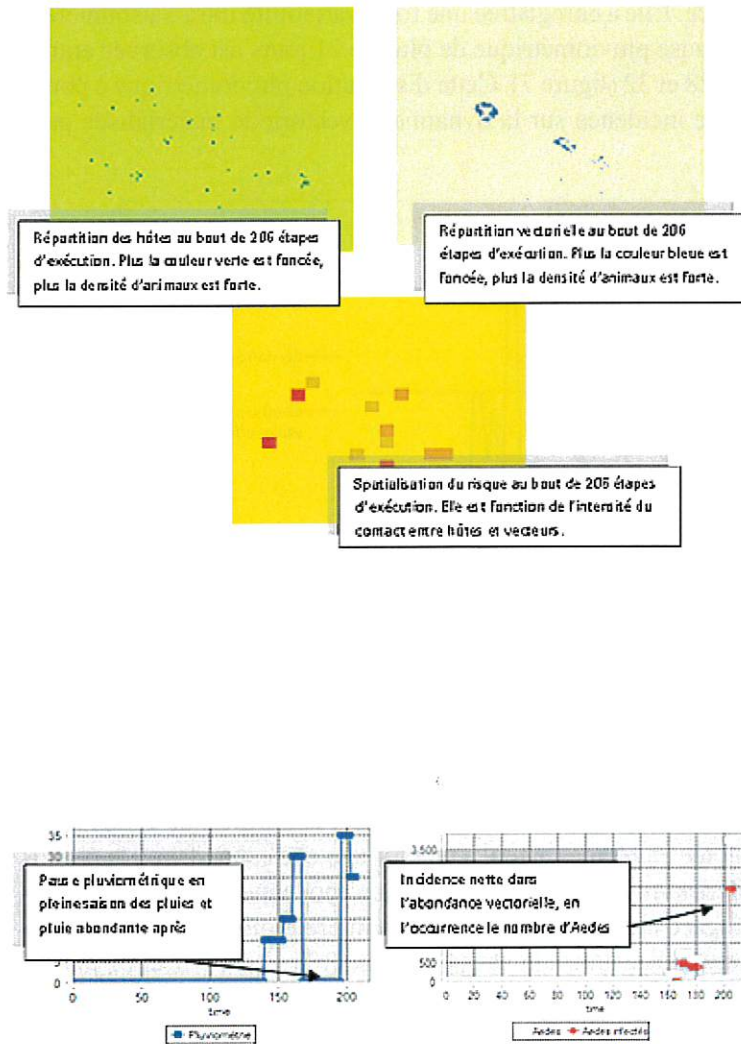 Répartition des hôtes au bout de 206
étapes
d'exécution. Plus la couleur verte est foncée,
plus la densité d'animaux est forte.
Répartition vectorielle au bout de 206
étapes d'exécution. Plus la couleur bleue est
foncée, plus la densité d'animaux est forte.
Spatialisation du risque au bout de 206 étapes
d'exécution. Elle est fonction de l'intensité du
contact entre hôtes et vecteurs.
35
30
Pause pluviométrique en
pleine saison des pluies et
pluie abondante après
5
0
0 50 100 150 200
time
Pluviométrie
3 500
Incidence nette dans
l'abondance vectorielle, en
l'occurrence le nombre d'Aedes
500
0
0 20 40 60 80 100 120 140 160 180 200
time
Aedes Aedes infectés